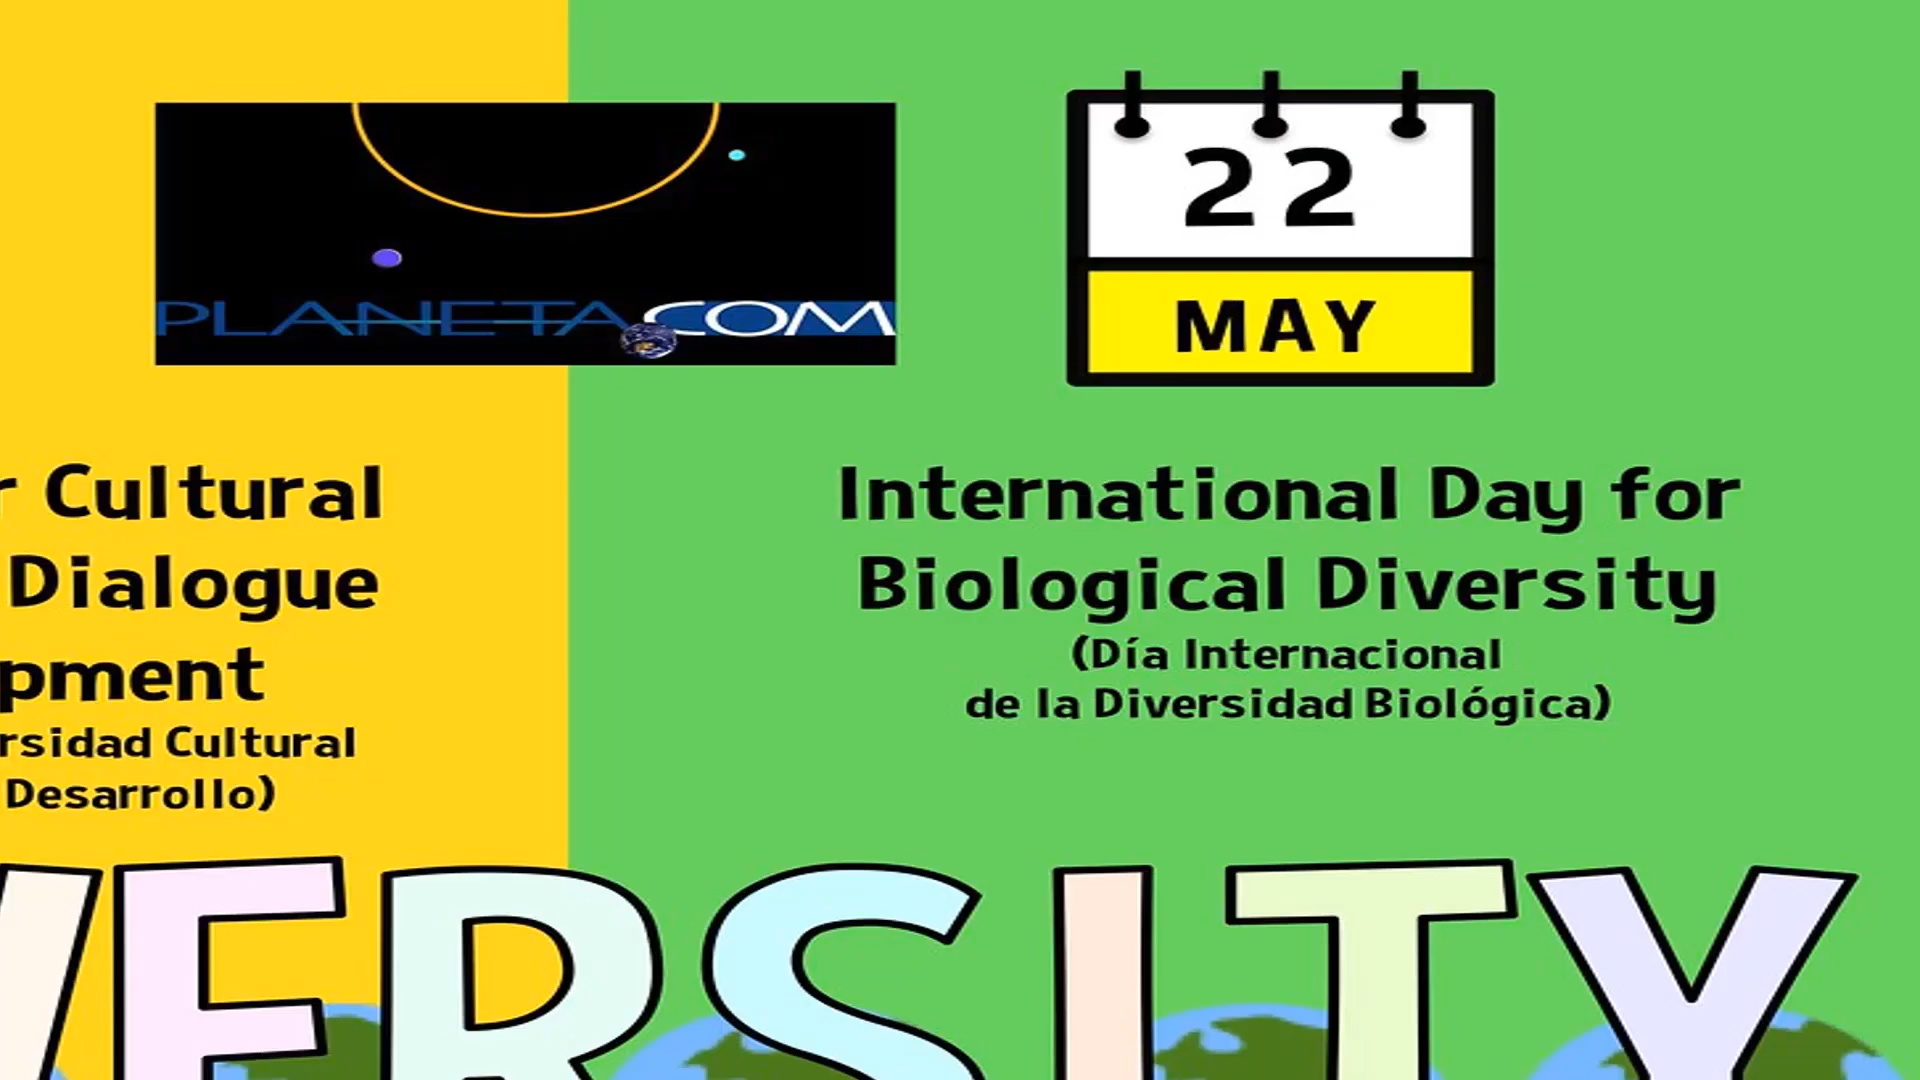 PLANETA.COM
22
MAY
r Cultural
Dialogue
pment
rsidad Cultural
Desarrollo)
International Day for
Biological Diversity
(Día Internacional
de la Diversidad Biológica)
VERSITY